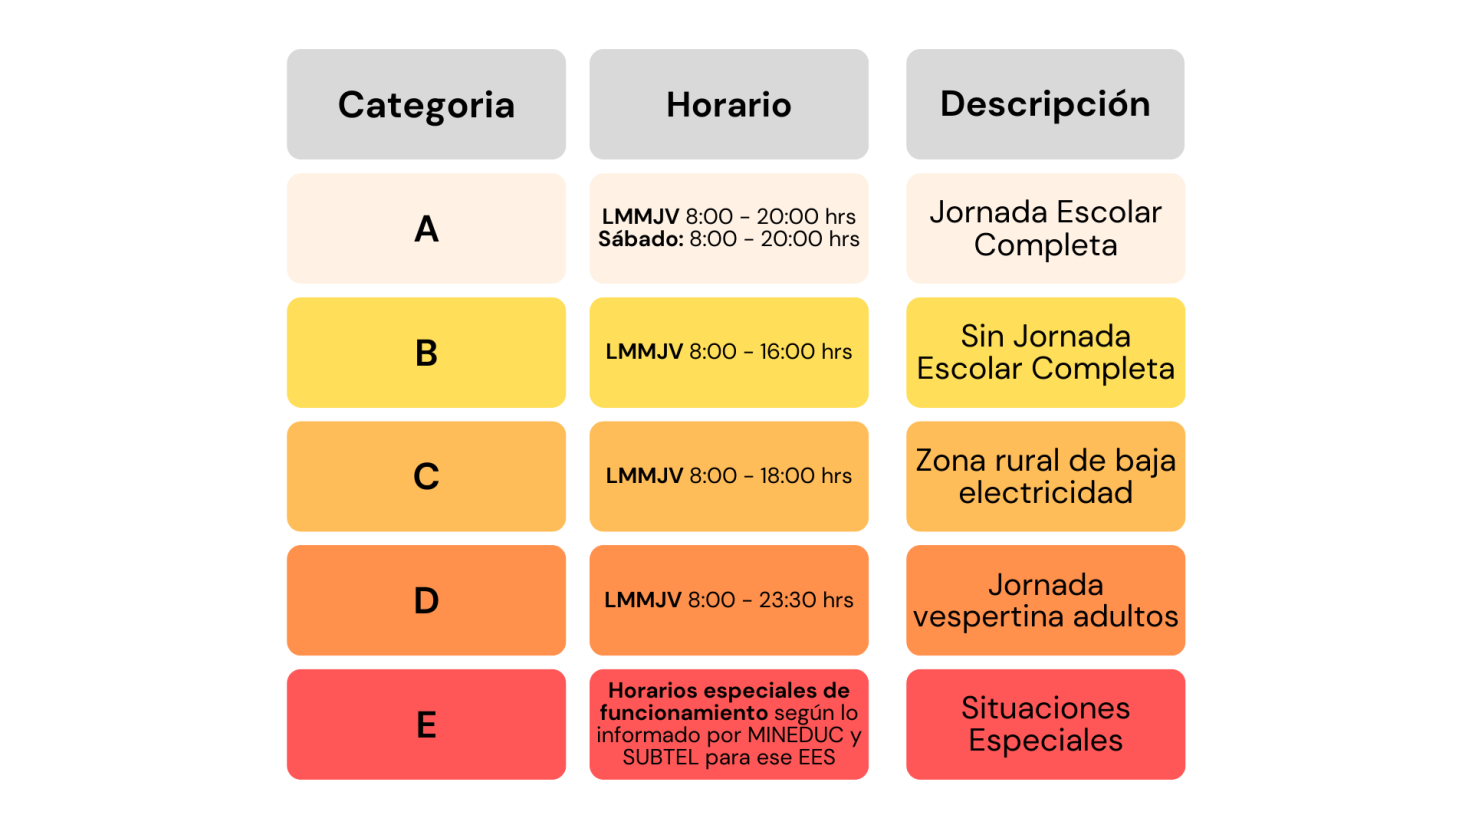 Categoria
Horario
Descripción
A
LMMJV 8:00 - 20:00 hrs
Sábado: 8:00 - 20:00 hrs
Jornada Escolar
Completa
B
LMMJV 8:00 - 16:00 hrs
Sin Jornada
Escolar Completa
C
LMMJV 8:00 - 18:00 hrs
Zona rural de baja
electricidad
D
LMMJV 8:00 - 23:30 hrs
Jornada
vespertina adultos
E
Horarios especiales de
funcionamiento según lo
informado por MINEDUC y
SUBTEL para ese EES
Situaciones
Especiales